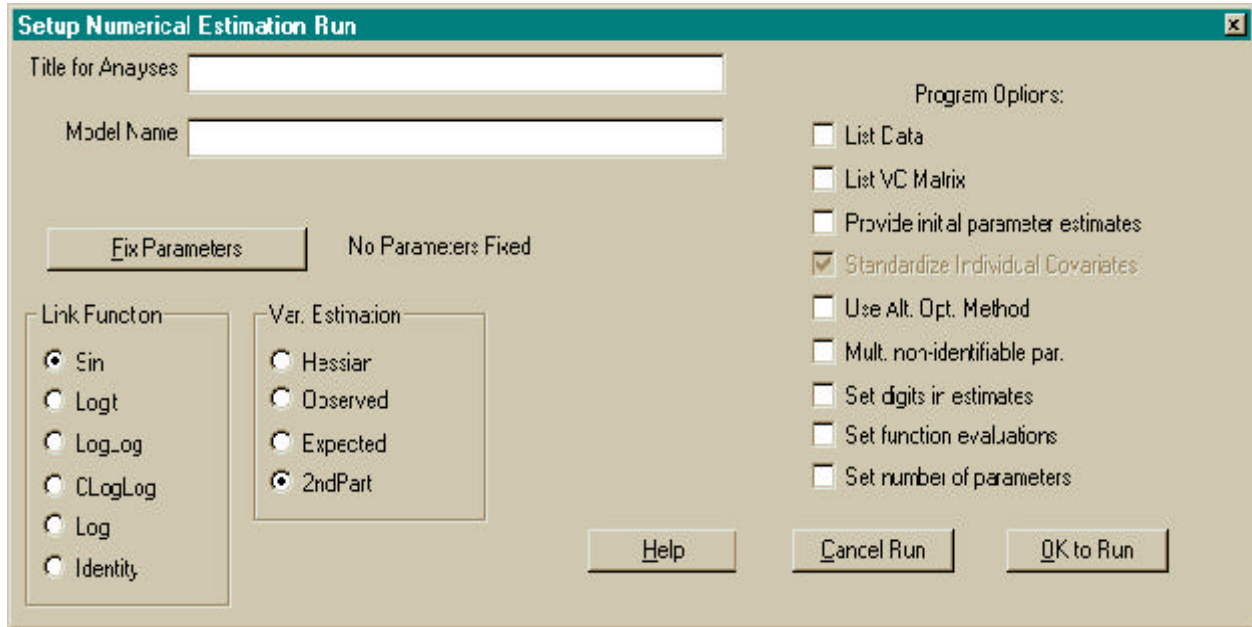 Setup Numerical Estimation Run
Title for Anayses
Model Name
Fix Parameters
No Parameters Fixed
Link Function
Sin
Logit
LogLog
CLogLog
Log
Identity
Var. Estimation
Hessian
Observed
Expected
2ndPart
Program Options:
List Data
List VC Matrix
Provide initial parameter estimates
Standardize Individual Covariates
Use Alt. Opt. Method
Mult. non-identifiable par.
Set digits in estimates
Set function evaluations
Set number of parameters
Help
Cancel Run
OK to Run